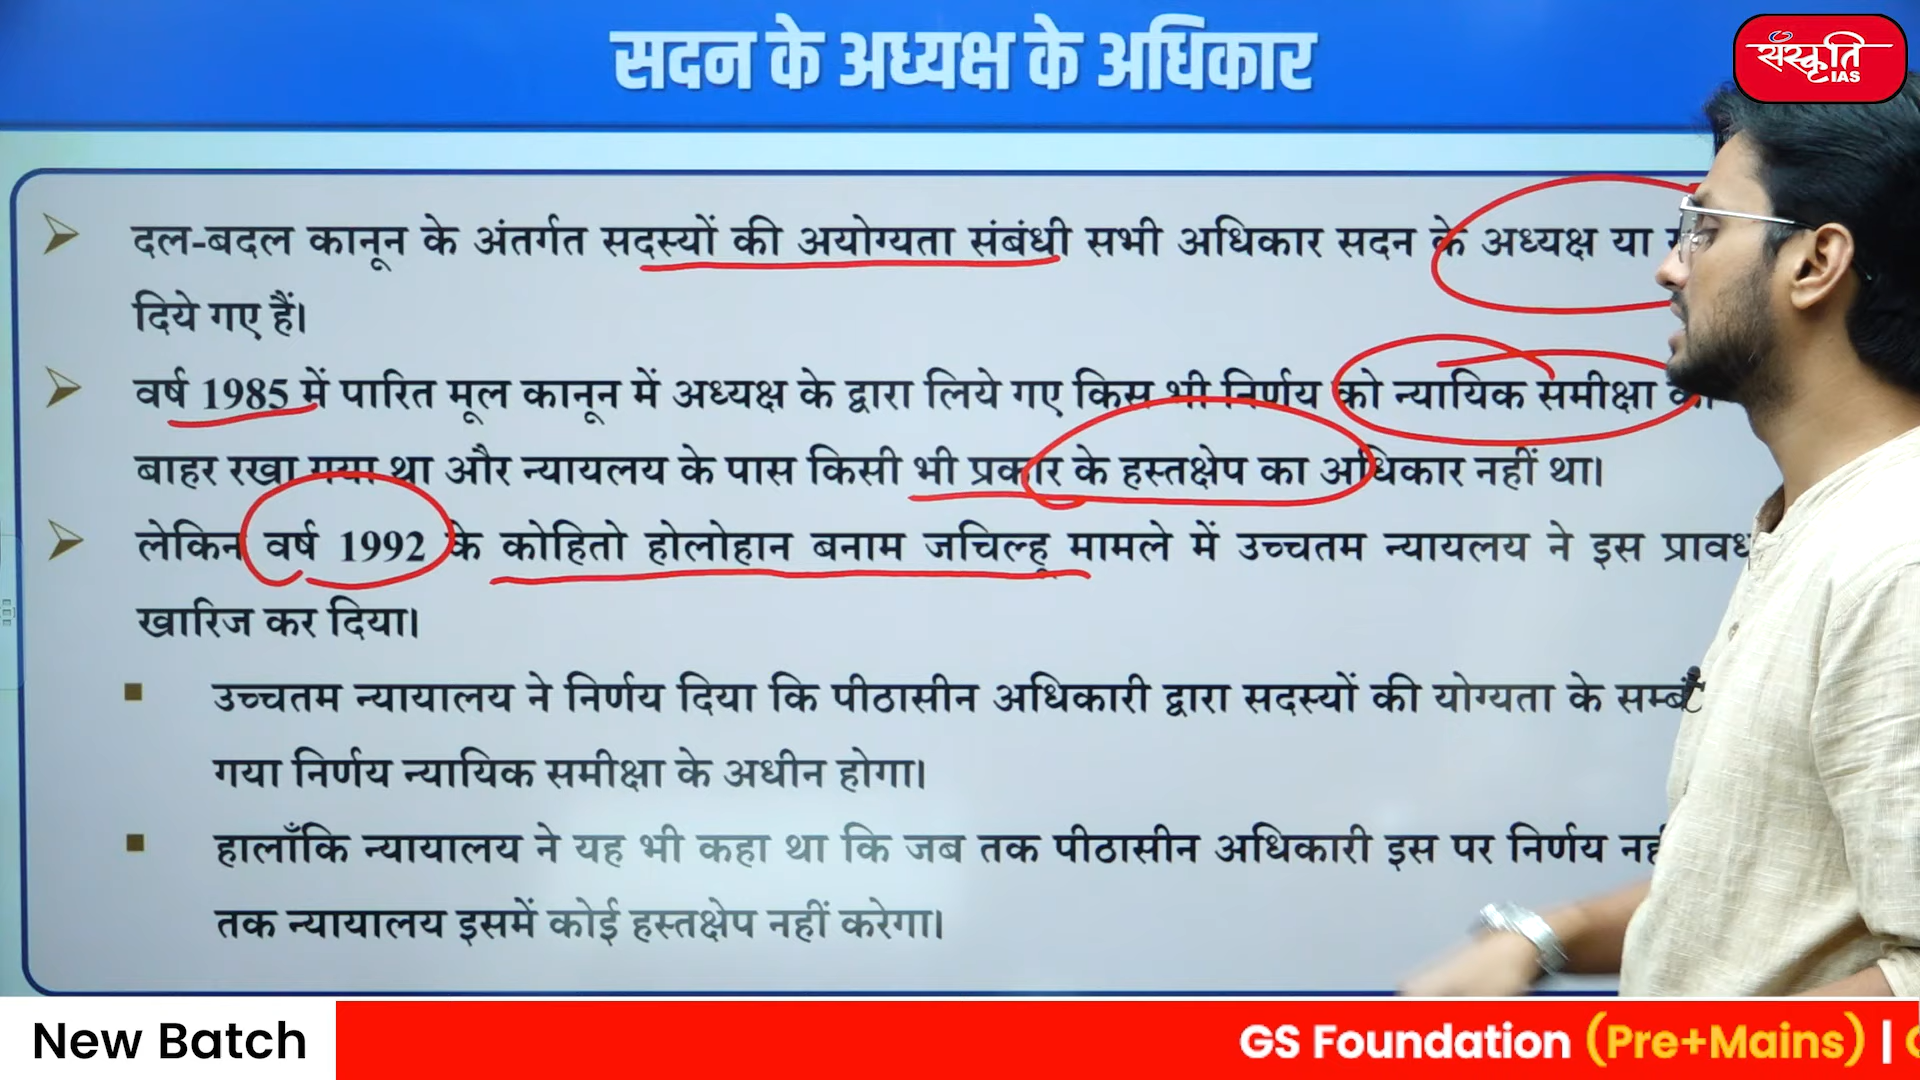 सदन के अध्यक्ष के अधिकार
संस्कृति
IAS
दल-बदल कानून के अंतर्गत सदस्यों की अयोग्यता संबंधी सभी अधिकार सदन के अध्यक्ष या
दिये गए हैं।
वर्ष 1985 में पारित मूल कानून में अध्यक्ष के द्वारा लिये गए किस भी निर्णय को न्यायिक समीक्षा
बाहर रखा गया था और न्यायलय के पास किसी भी प्रकार के हस्तक्षेप का अधिकार नहीं था।
लेकिन वर्ष 1992 के कोहितो होलोहान बनाम जचिल्हू मामले में उच्चतम न्यायलय ने इस
खारिज कर दिया।
उच्चतम न्यायालय ने निर्णय दिया कि पीठासीन अधिकारी द्वारा सदस्यों की योग्यता के
गया निर्णय न्यायिक समीक्षा के अधीन होगा।
हालाँकि न्यायालय ने यह भी कहा था कि जब तक पीठासीन अधिकारी इस पर निर्णय
तक न्यायालय इसमें कोई हस्तक्षेप नहीं करेगा।
New Batch
GS Foundation (Pre+Mains) |